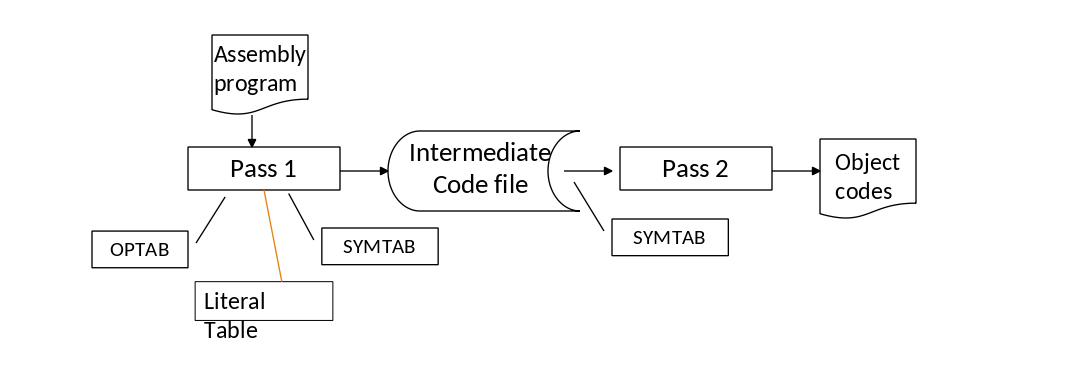 Assembly
program
Pass 1
Intermediate
Code file
Pass 2
Object
codes
OPTAB
SYMTAB
SYMTAB
Literal
Table